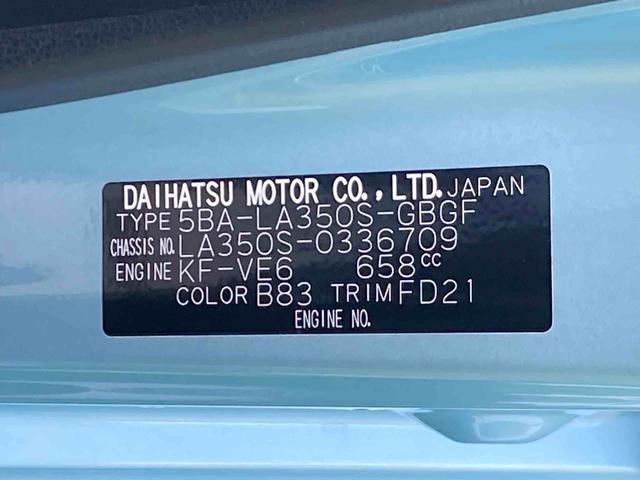 DAIHATSU MOTOR CO., LTD. JAPAN
TYPE 5BA-LA350S-GBGF
CHASSIS NO. LA350S-0336709
ENGINE KF-VE6 658cc
COLOR B83 TRIM FD21
ENGINE NO.